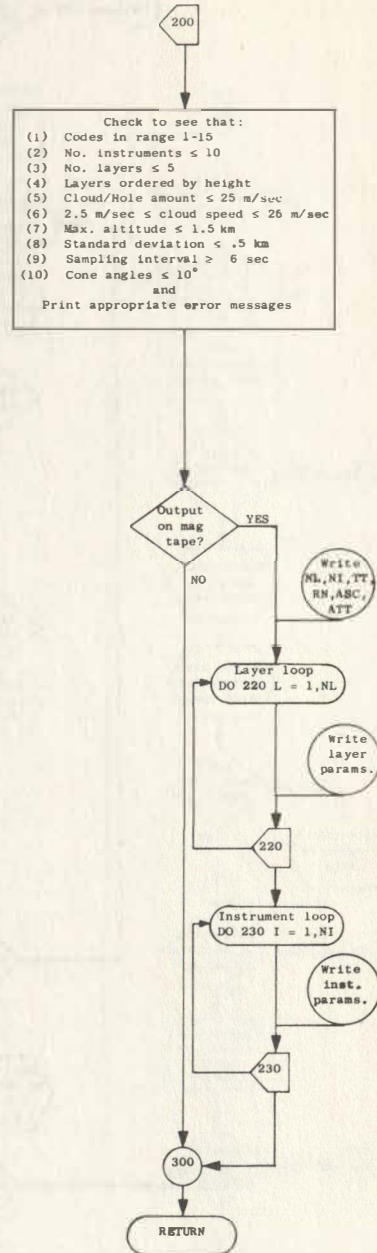 200
Check to see that:
(1) Codes in range 1-15
(2) No. instruments ≤ 10
(3) No. layers ≤ 5
(4) Layers ordered by height
(5) Cloud/Hole amount ≤ 25 m/sec
(6) 2.5 m/sec ≤ cloud speed ≤ 26 m/sec
(7) Max. altitude ≤ 1.5 km
(8) Standard deviation ≤ .5 km
(9) Sampling interval ≥ 6 sec
(10) Cone angles ≤ 10°
and
Print appropriate error messages
Output
on mag
tape?
YES
NO
Write
NL,NI,TT,
RN,ASC,
ATT
Layer loop
DO 220 L = 1,NL
Write
layer
params.
220
Instrument loop
DO 230 I = 1,NI
Write
inst.
params.
230
300
RETURN